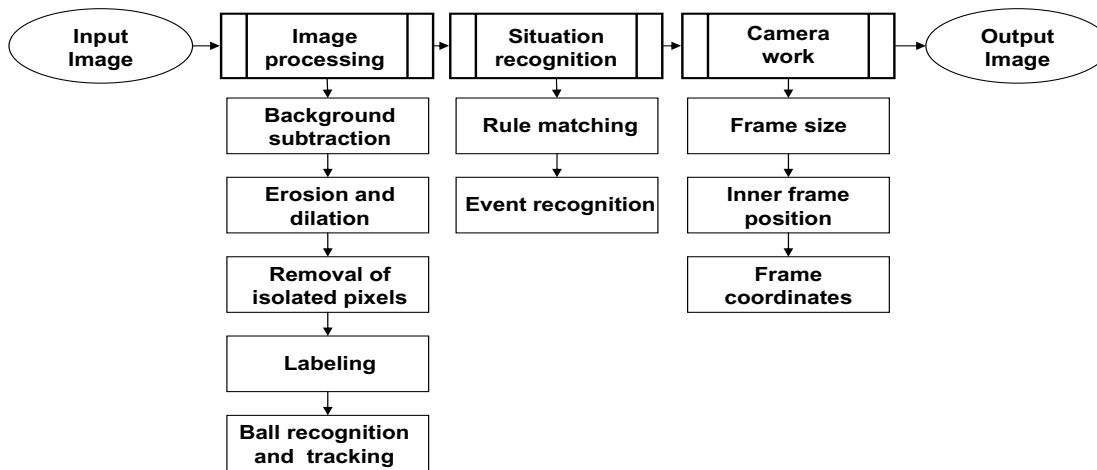 Input
Image
Image
processing
Situation
recognition
Camera
work
Output
Image
Background
subtraction
Erosion and
dilation
Removal of
isolated pixels
Labeling
Ball recognition
and tracking
Rule matching
Event recognition
Frame size
Inner frame
position
Frame
coordinates